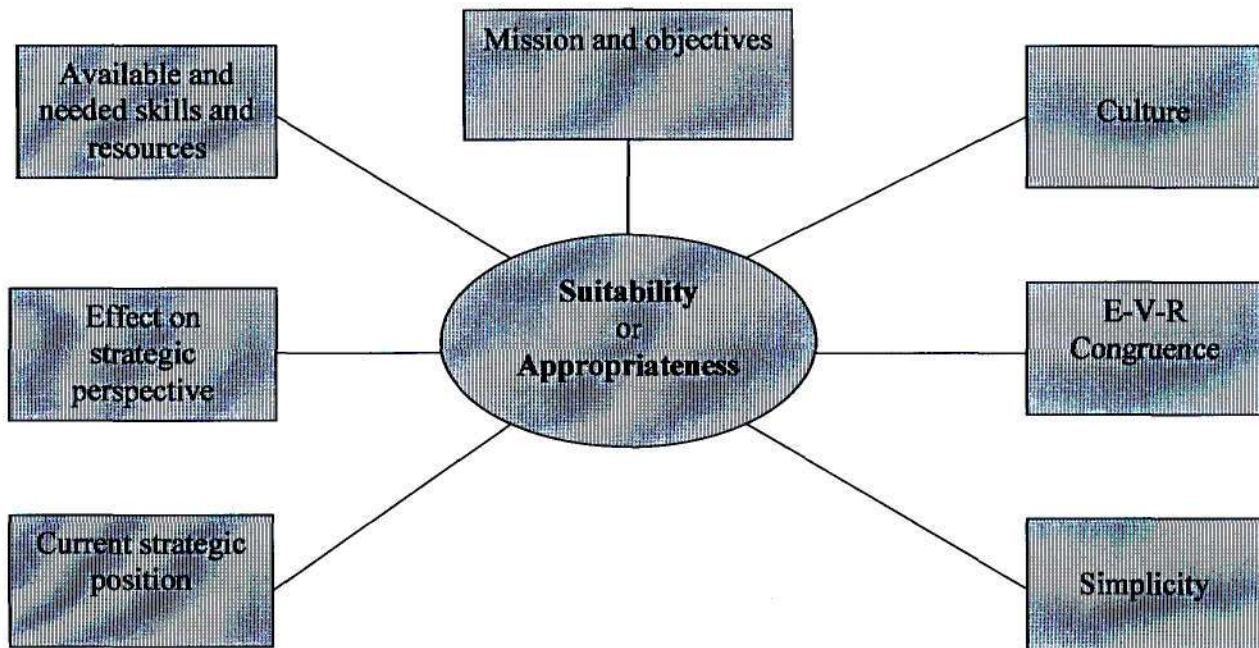 Mission and objectives
Available and
needed skills and
resources
Culture
Suitability
or
Appropriateness
Effect on
strategic
perspective
E-V-R
Congruence
Current strategic
position
Simplicity